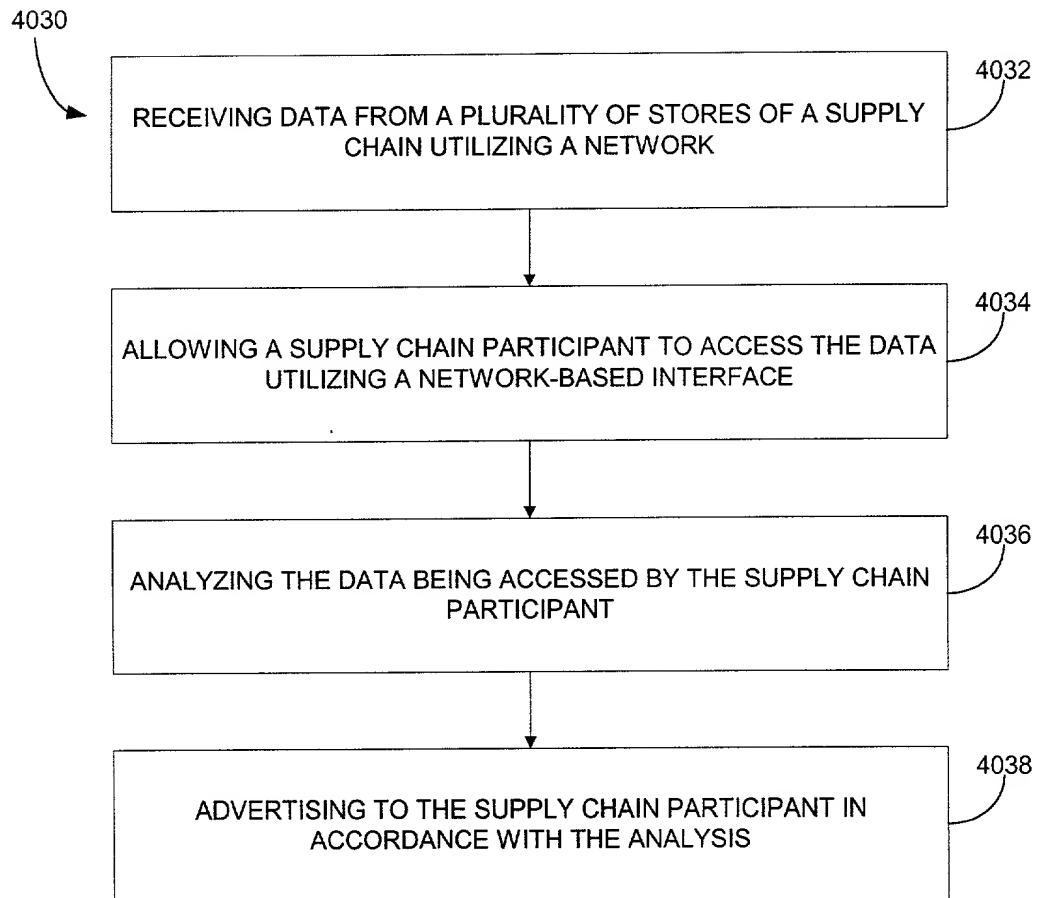 4030
4032
RECEIVING DATA FROM A PLURALITY OF STORES OF A SUPPLY
CHAIN UTILIZING A NETWORK
4034
ALLOWING A SUPPLY CHAIN PARTICIPANT TO ACCESS THE DATA
UTILIZING A NETWORK-BASED INTERFACE
4036
ANALYZING THE DATA BEING ACCESSED BY THE SUPPLY CHAIN
PARTICIPANT
4038
ADVERTISING TO THE SUPPLY CHAIN PARTICIPANT IN
ACCORDANCE WITH THE ANALYSIS